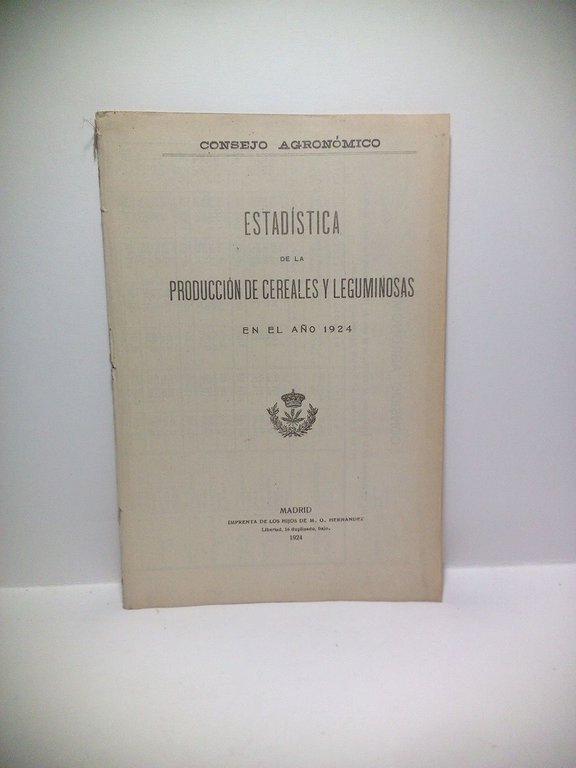 CONSEJO AGRONÓMICO
ESTADÍSTICA
DE LA
PRODUCCIÓN DE CEREALES Y LEGUMINOSAS
EN EL AÑO 1924
MADRID
IMPRENTA DE LOS HIJOS DE M. G. HERNÁNDEZ
Libertad, 16 duplicado, bajo.
1924